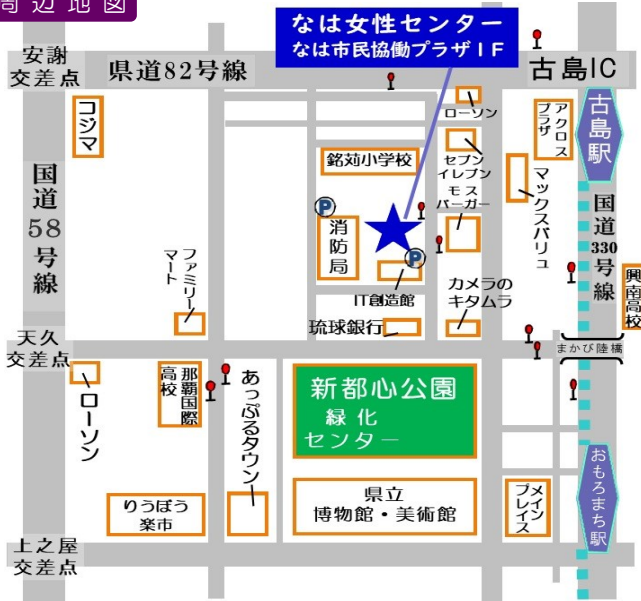 周辺地図
なは女性センター
なは市民協働プラザ1F
安謝
交差点
県道82号線
古島IC
コジマ
ローソン
アクロス
プラザ
古島駅
銘苅小学校
セブン
イレブン
モス
バーガー
マックスバリュ
国道
58
号線
国道
330
号線
消防局
P
P
ファミリー
マート
IT創造館
カメラの
キタムラ
興南高校
琉球銀行
天久
交差点
まかび陸橋
ローソン
那覇国際
高校
あっぷるタウン
新都心公園
緑化
センター
おもろまち駅
りうぼう
楽市
県立
博物館・美術館
メイン
プレイス
上之屋
交差点